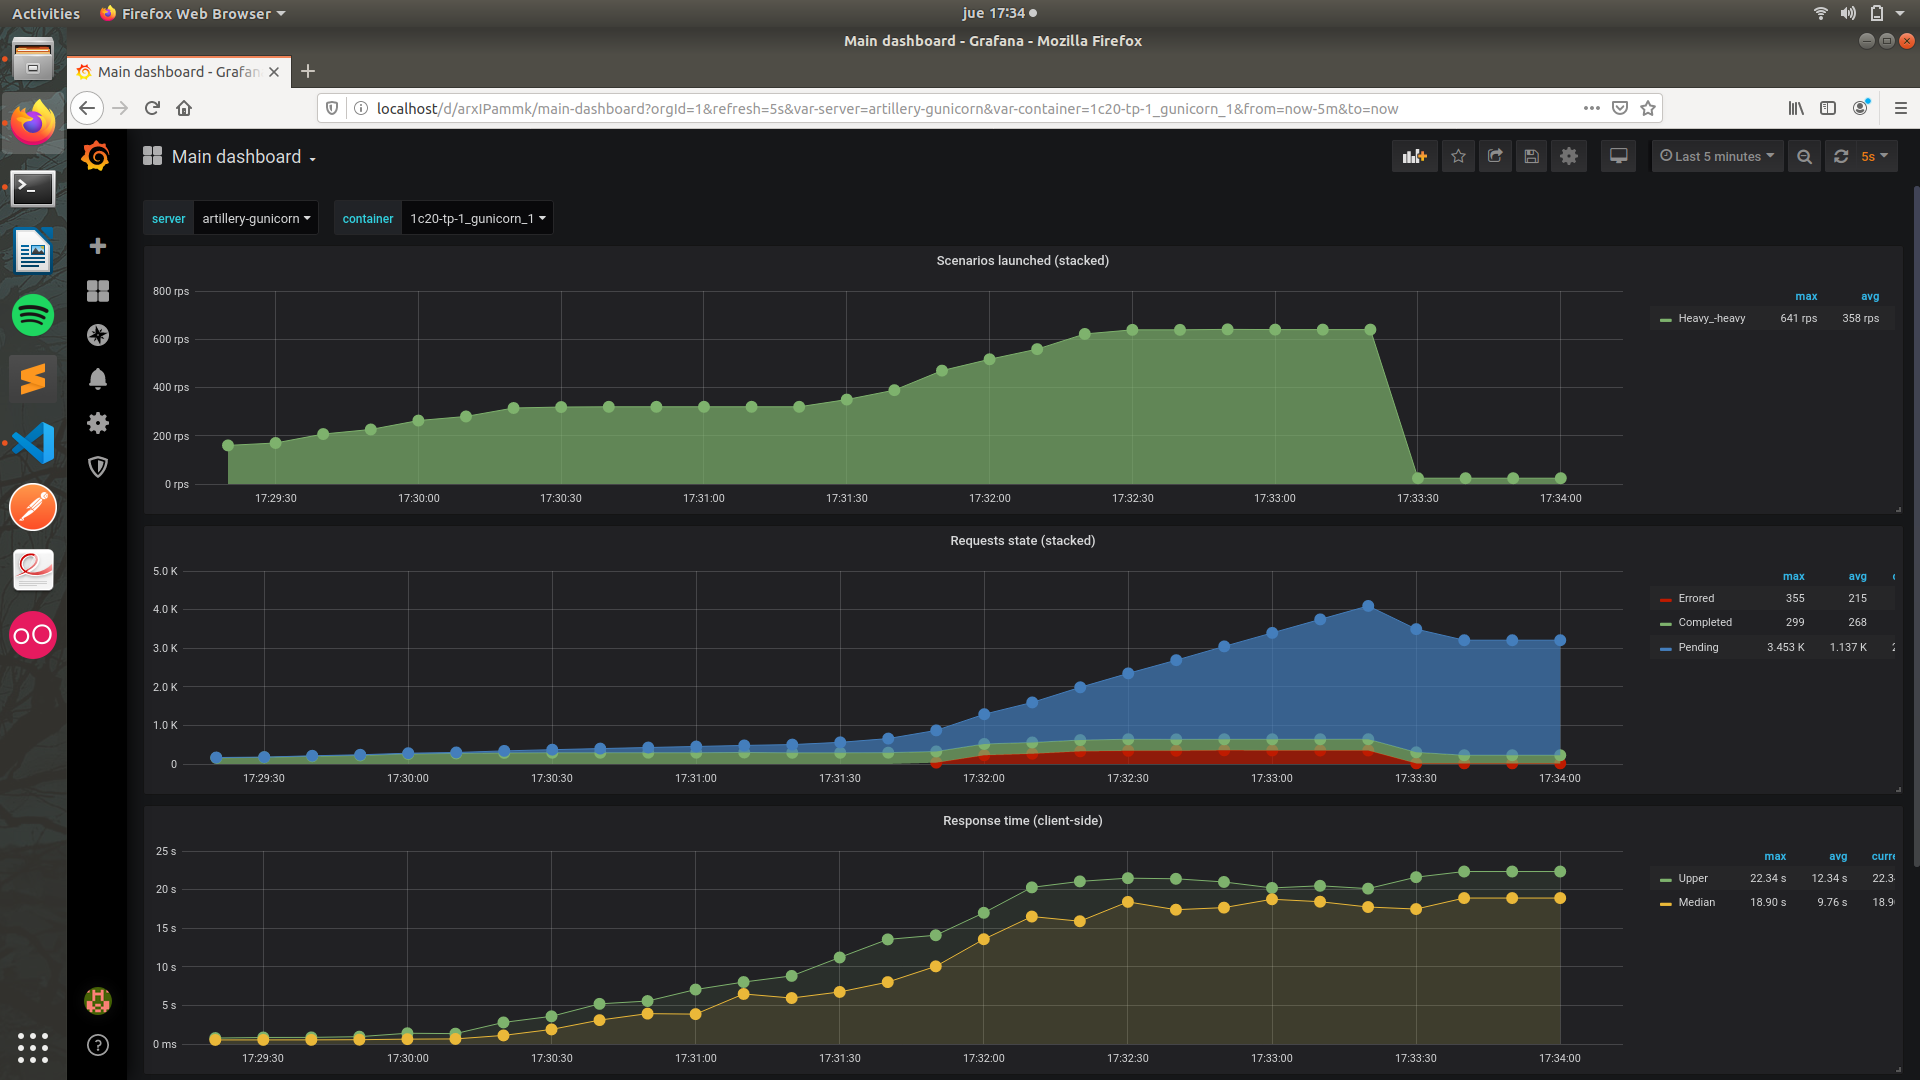 Activities
Firefox Web Browser
jue 17:34
Main dashboard - Grafana - Mozilla Firefox
Main dashboard - Grafan
localhost/d/arxIPammk/main-dashboard?orgId=1&refresh=5s&var-server=artillery-gunicorn&var-container=1c20-tp-1_gunicorn_1&from=now-5m&to=now
Main dashboard
Last 5 minutes
5s
server artillery-gunicorn container 1c20-tp-1_gunicorn_1
Scenarios launched (stacked)
800 rps
600 rps
400 rps
200 rps
0 rps
17:29:30 17:30:00 17:30:30 17:31:00 17:31:30 17:32:00 17:32:30 17:33:00 17:33:30 17:34:00
max avg
Heavy_-heavy 641 rps 358 rps
Requests state (stacked)
5.0 K
4.0 K
3.0 K
2.0 K
1.0 K
0
17:29:30 17:30:00 17:30:30 17:31:00 17:31:30 17:32:00 17:32:30 17:33:00 17:33:30 17:34:00
max avg
Errored 355 215
Completed 299 268
Pending 3.453 K 1.137 K
Response time (client-side)
25 s
20 s
15 s
10 s
5 s
0 ms
17:29:30 17:30:00 17:30:30 17:31:00 17:31:30 17:32:00 17:32:30 17:33:00 17:33:30 17:34:00
max avg curre
Upper 22.34 s 12.34 s 22.3
Median 18.90 s 9.76 s 18.9